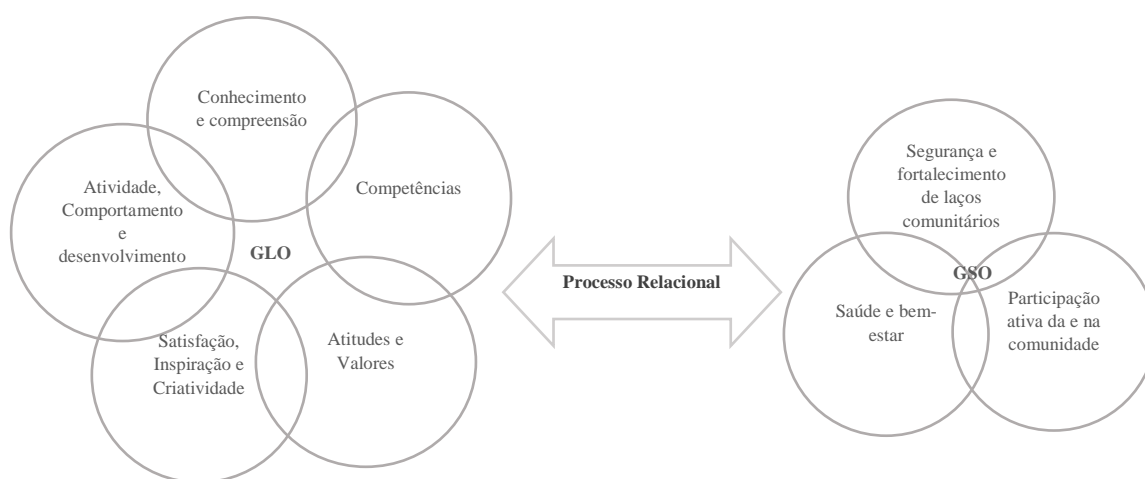 Conhecimento
e compreensão
Competências
Atividade,
Comportamento
e
desenvolvimento
GLO
Satisfação,
Inspiração e
Criatividade
Atitudes e
Valores
Processo Relacional
Segurança e
fortalecimento
de laços
comunitários
GSO
Saúde e bem-
estar
Participação
ativa da e na
comunidade